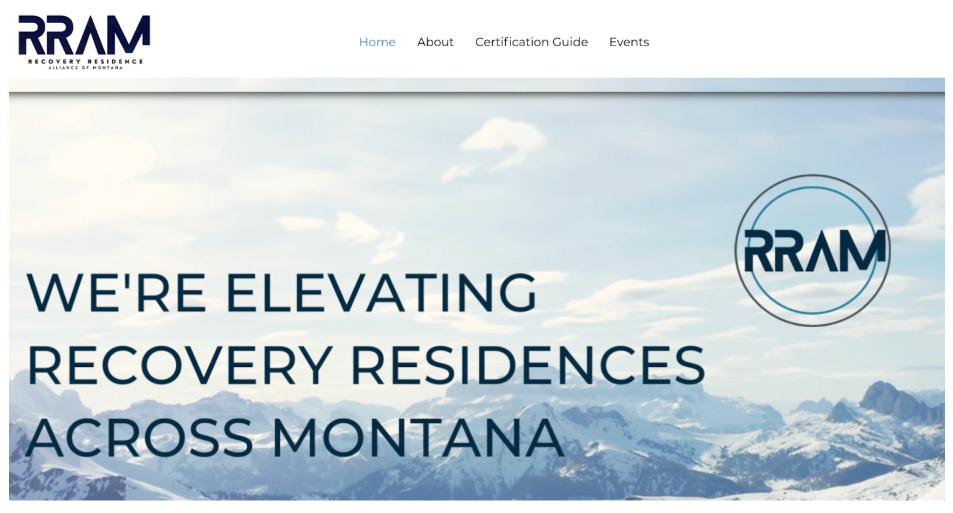 RRAM
RECOVERY RESIDENCE
ALLIANCE OF MONTANA
Home About Certification Guide Events
RRAM
WE'RE ELEVATING
RECOVERY RESIDENCES
ACROSS MONTANA